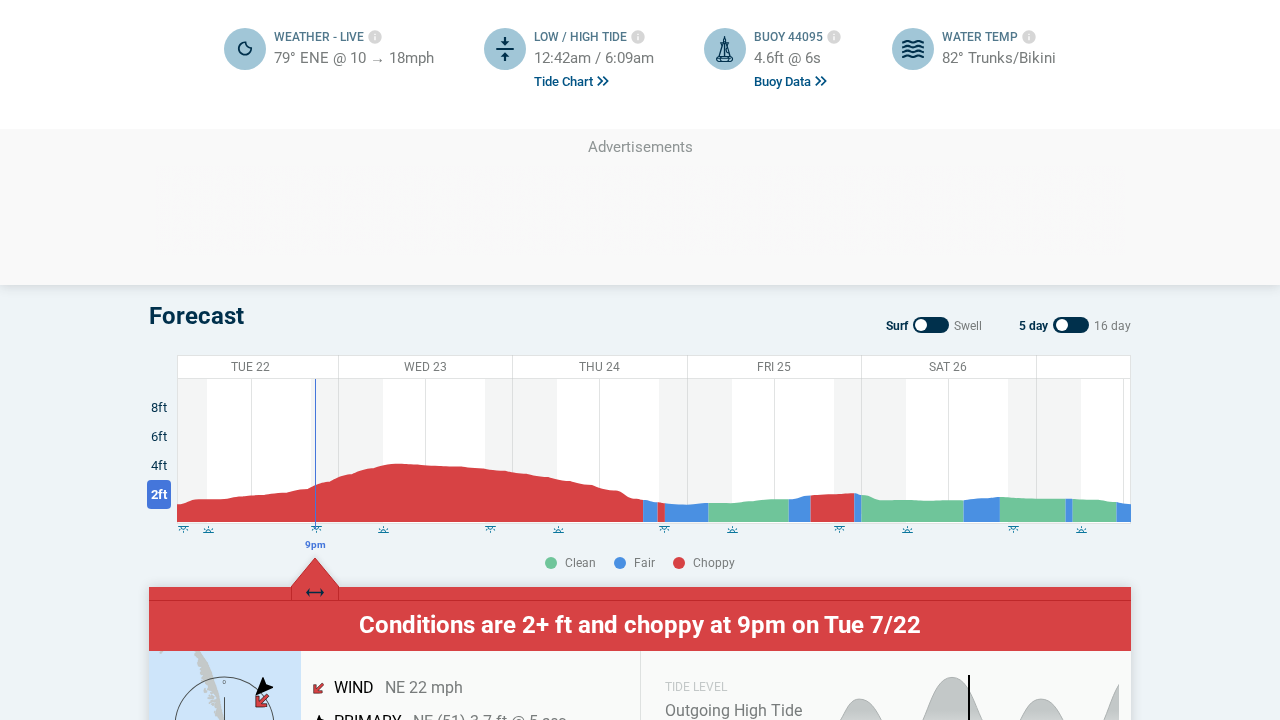 WEATHER - LIVE
79° ENE @ 10 → 18mph
LOW / HIGH TIDE
12:42am / 6:09am
Tide Chart
BUOY 44095
4.6ft @ 6s
Buoy Data
WATER TEMP
82° Trunks/Bikini
Advertisements
Forecast
Surf Swell 5 day 16 day
TUE 22 WED 23 THU 24 FRI 25 SAT 26
8ft
6ft
4ft
2ft
9pm
Clean Fair Choppy
Conditions are 2+ ft and choppy at 9pm on Tue 7/22
WIND NE 22 mph
PRIMARY NE (51) 3.7 ft @ 5 sec
TIDE LEVEL
Outgoing High Tide